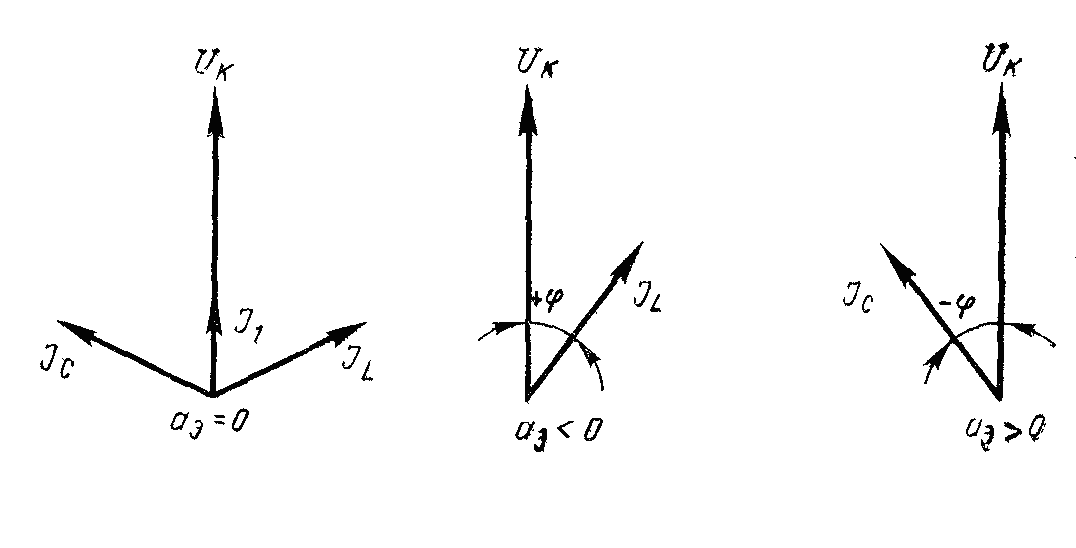 U_K U_K U_K
J_C J_1 J_L
+φ J_L
J_C -φ
a_Э = 0 a_Э < 0 a_Э > 0